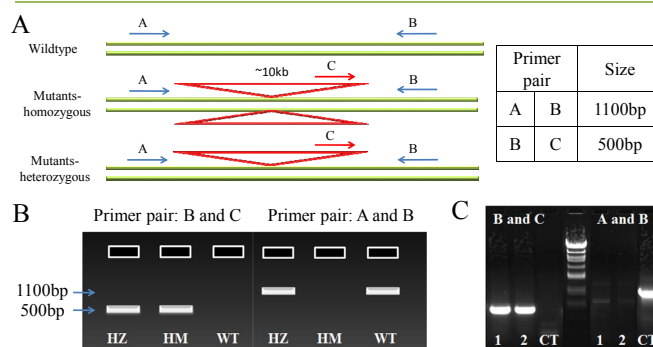 A
A B
Wildtype
~10kb
C
A B
Mutants-
homozygous
C
A B
Mutants-
heterozygous
Primer pair Size
A B 1100bp
B C 500bp
B
Primer pair: B and C Primer pair: A and B
1100bp
500bp
HZ HM WT HZ HM WT
C
B and C A and B
1 2 CT 1 2 CT